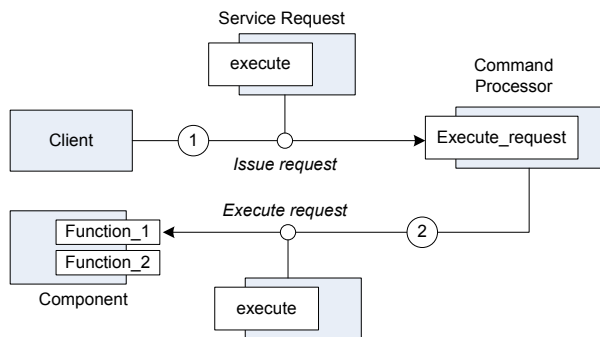 Service Request
execute
Command
Processor
Client
1
Execute_request
Issue request
Execute request
Function_1
2
Function_2
Component
execute